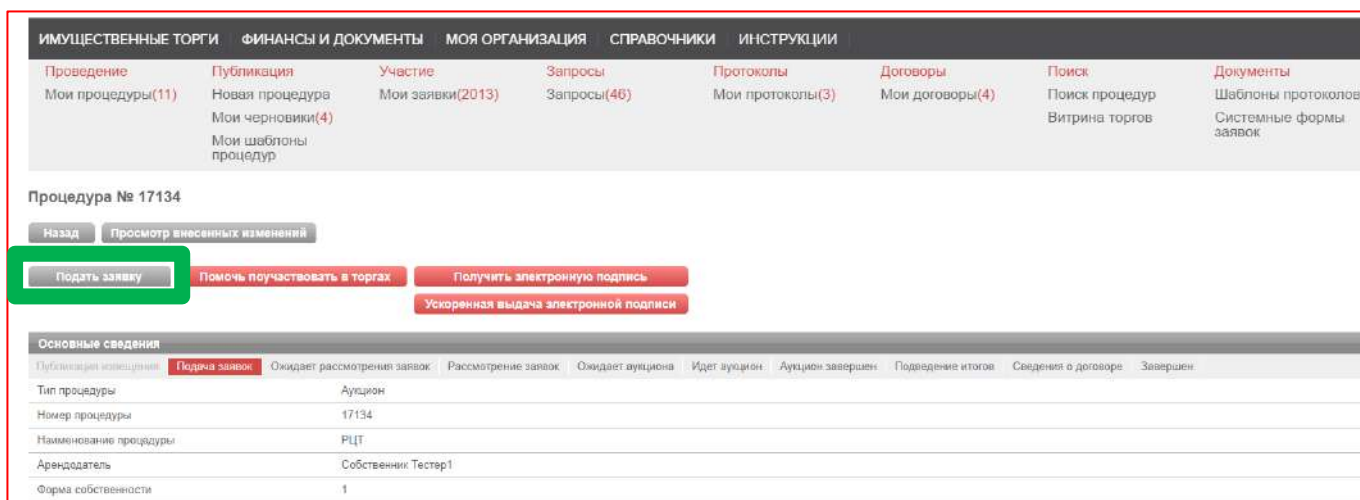 ИМУЩЕСТВЕННЫЕ ТОРГИ ФИНАНСЫ И ДОКУМЕНТЫ МОЯ ОРГАНИЗАЦИЯ СПРАВОЧНИКИ ИНСТРУКЦИИ
Проведение Публикация Участие Запросы Протоколы Договоры Поиск Документы
Мои процедуры(11) Новая процедура Мои заявки(2013) Запросы(46) Мои протоколы(3) Мои договоры(4) Поиск процедур Шаблоны протоколов
Мои черновики(4) Витрина торгов Системные формы
заявок
Мои шаблоны
процедур
Процедура № 17134
Назад Просмотр внесенных изменений
Подать заявку Помочь поучаствовать в торгах Получить электронную подпись
Ускоренная выдача электронной подписи
Основные сведения
Публикация извещения Подача заявок Ожидает рассмотрения заявок Рассмотрение заявок Ожидает аукциона Идет аукцион Аукцион завершен Подведение итогов Сведения о договоре Завершен
Тип процедуры Аукцион
Номер процедуры 17134
Наименование процедуры РЦТ
Арендодатель Собственник Тестер1
Форма собственности 1